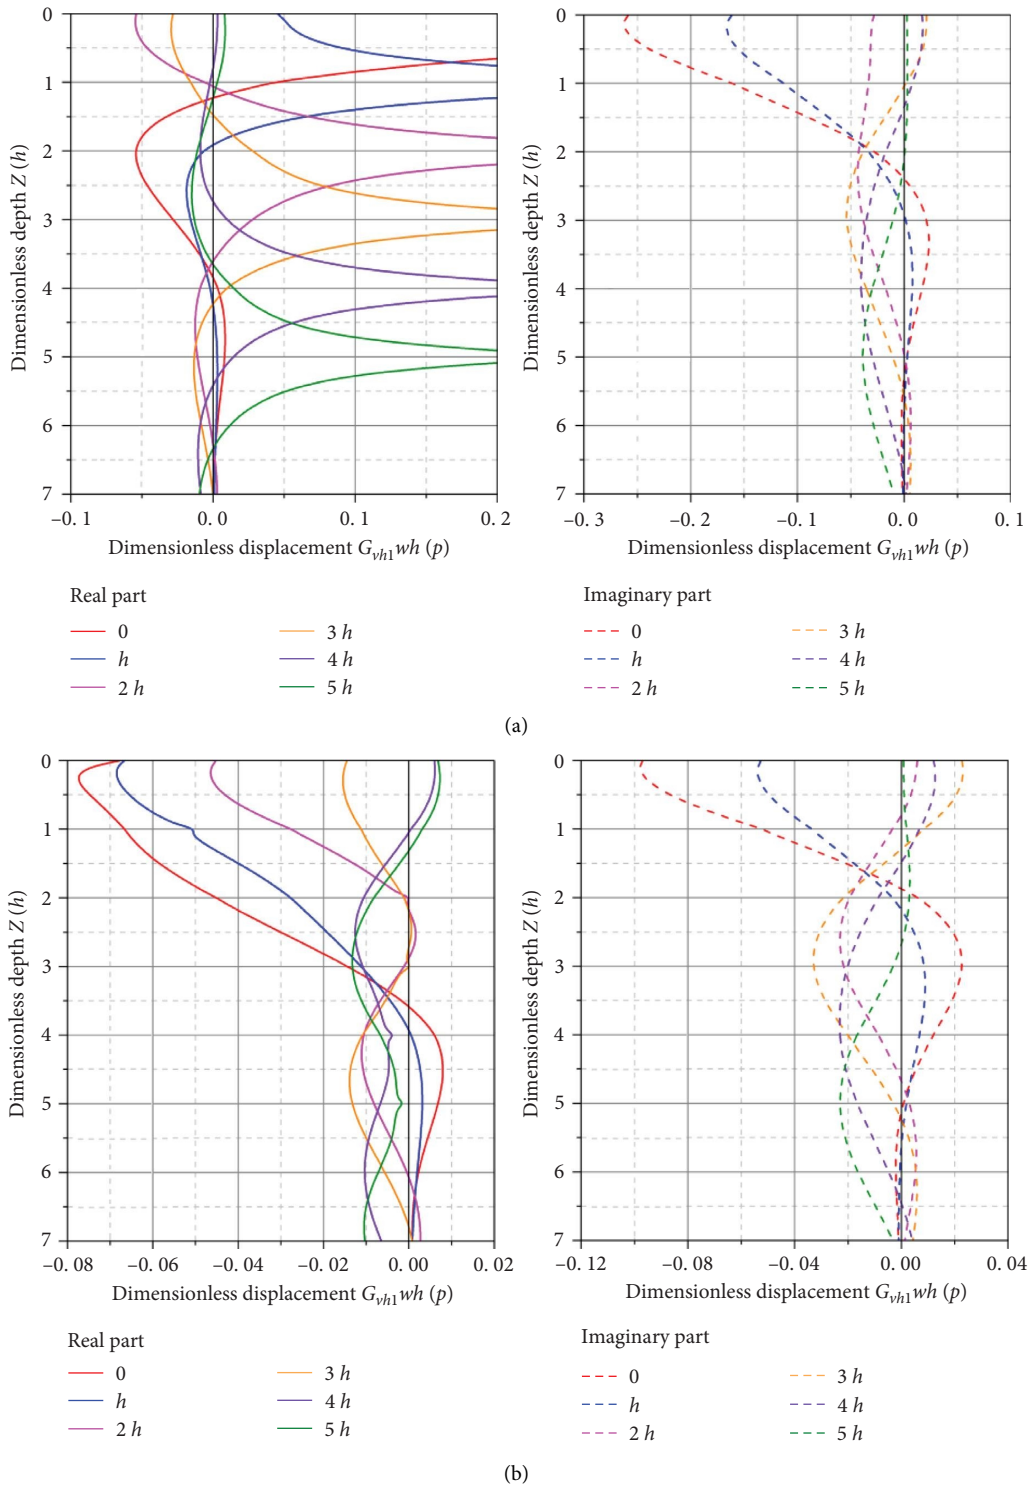 0
1
2
3
4
5
6
7
Dimensionless depth Z (h)
−0.1 0.0 0.1 0.2
Dimensionless displacement G_vh1wh (p)
0
1
2
3
4
5
6
7
Dimensionless depth Z (h)
−0.3 −0.2 −0.1 0.0 0.1
Dimensionless displacement G_vh1wh (p)
Real part
0 3 h
h 4 h
2 h 5 h
Imaginary part
0 3 h
h 4 h
2 h 5 h
(a)
0
1
2
3
4
5
6
7
Dimensionless depth Z (h)
−0.08 −0.06 −0.04 −0.02 0.00 0.02
Dimensionless displacement G_vh1wh (p)
0
1
2
3
4
5
6
7
Dimensionless depth Z (h)
−0.12 −0.08 −0.04 0.00 0.04
Dimensionless displacement G_vh1wh (p)
Real part
0 3 h
h 4 h
2 h 5 h
Imaginary part
0 3 h
h 4 h
2 h 5 h
(b)